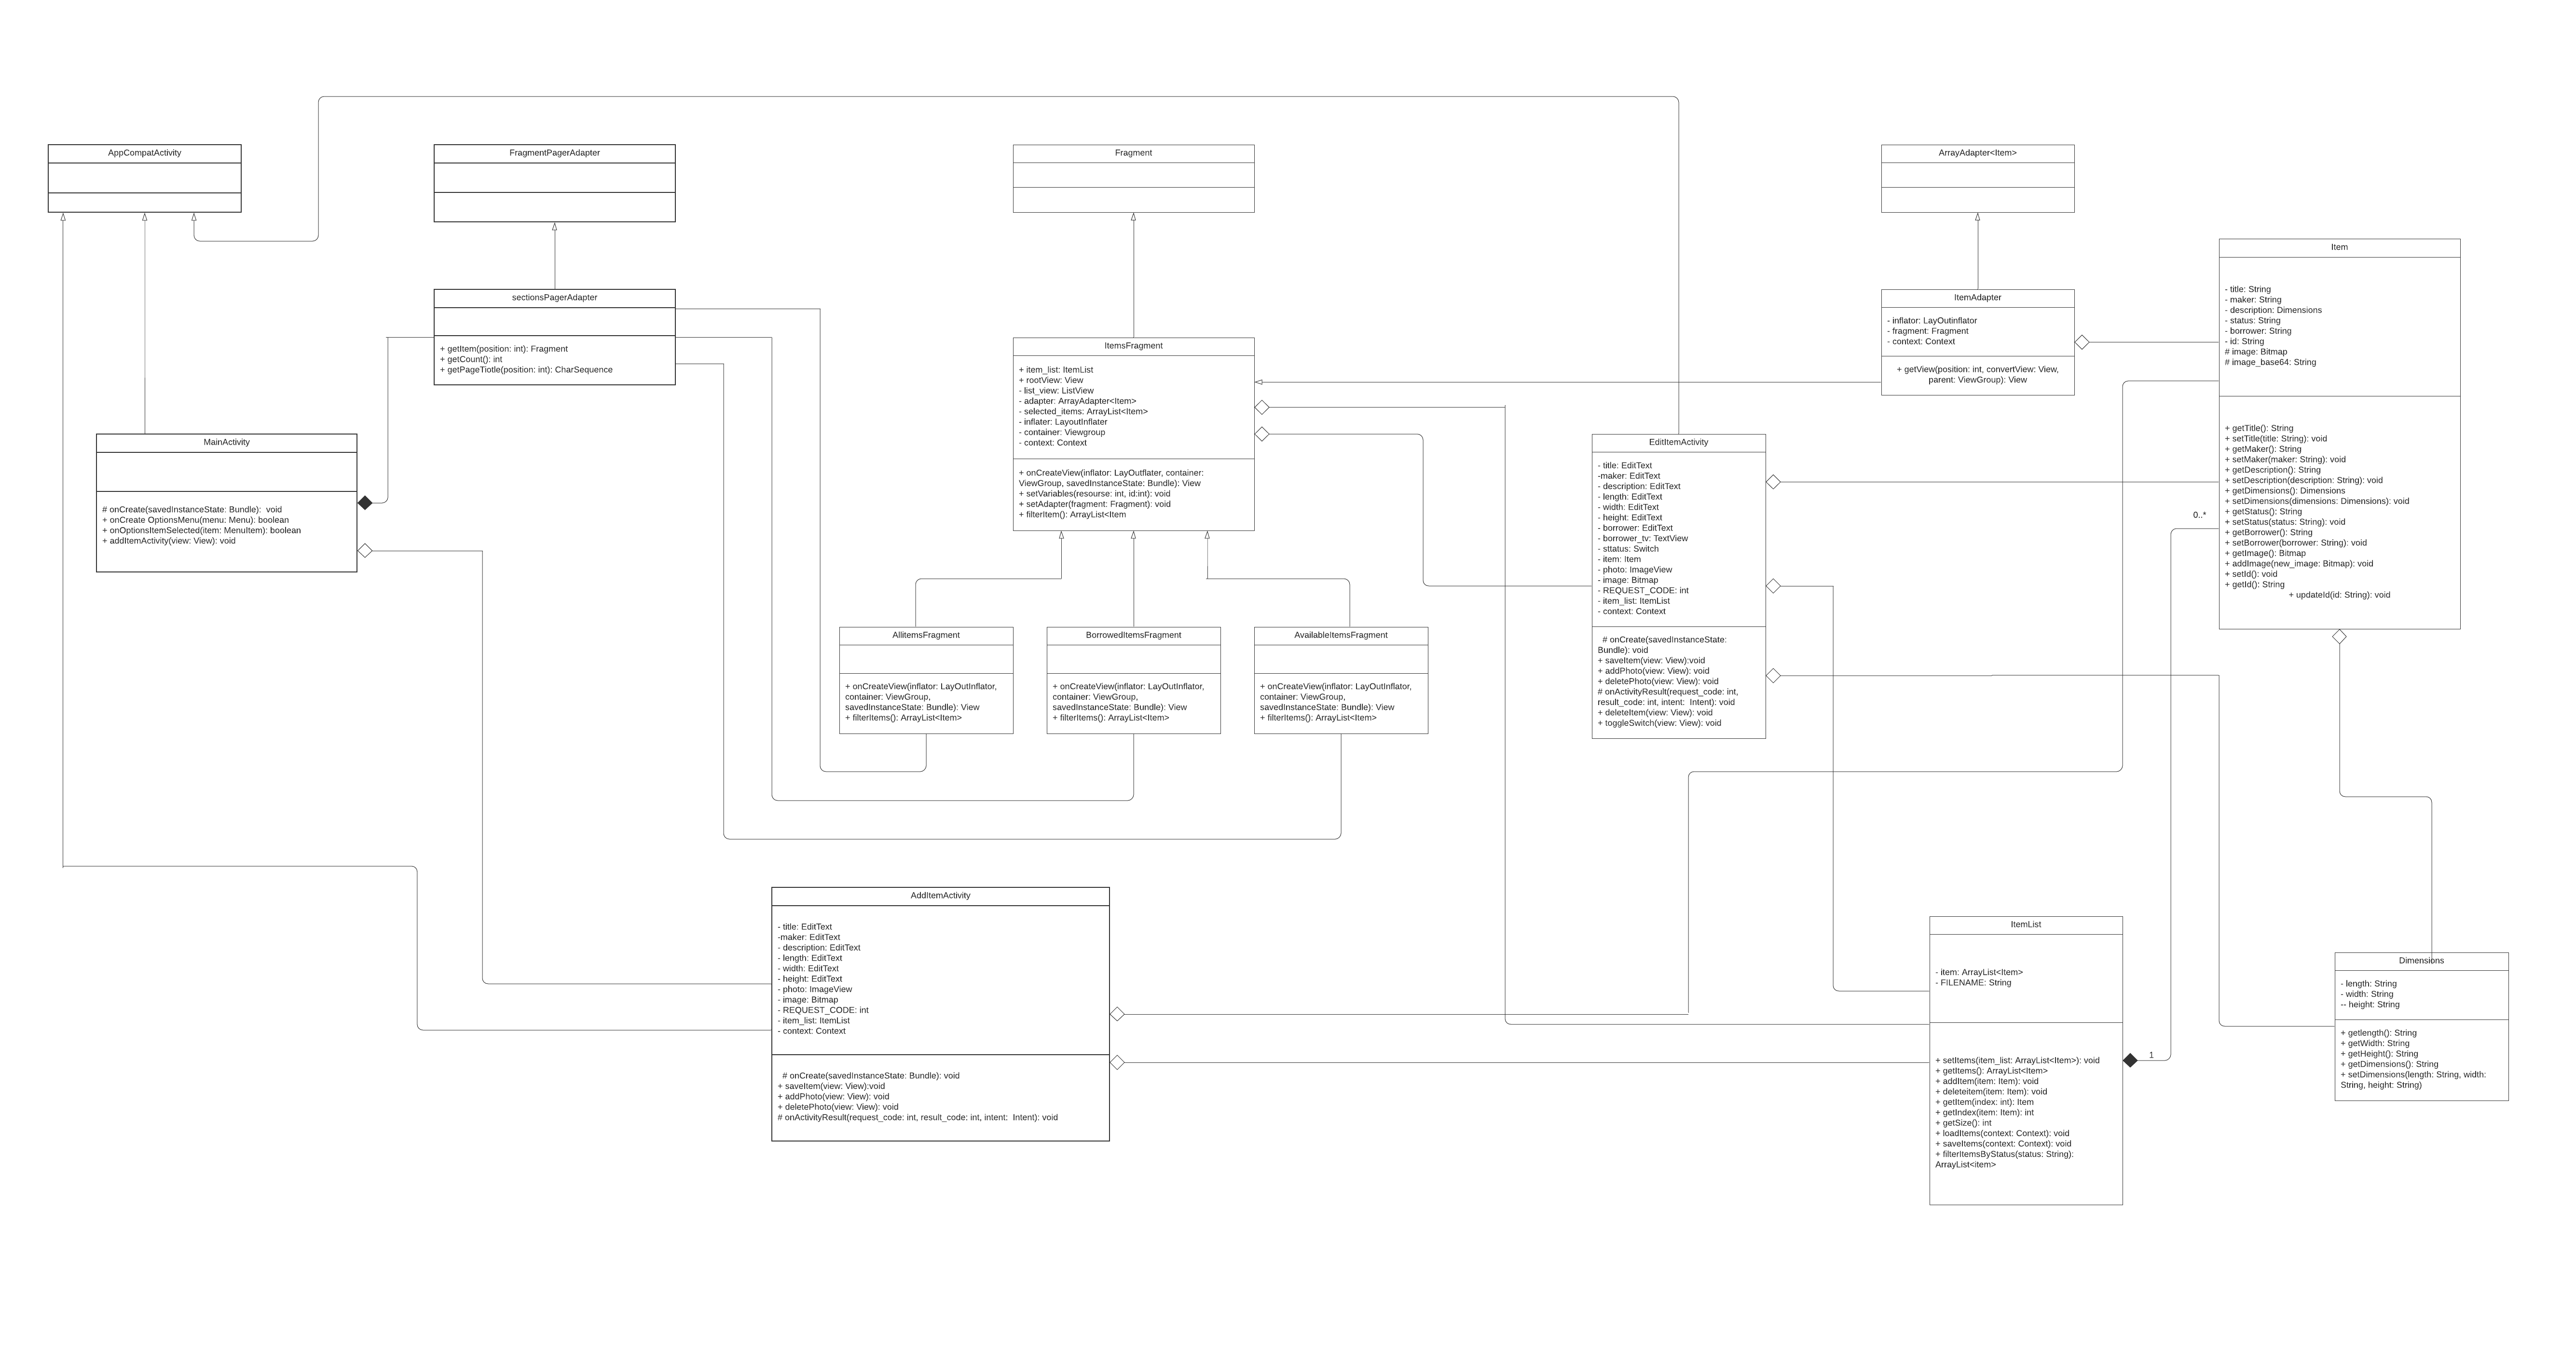 AppCompatActivity
FragmentPagerAdapter
Fragment
ArrayAdapter<Item>
sectionsPagerAdapter
+ getItem(position: int): Fragment
+ getCount(): int
+ getPageTiotle(position: int): CharSequence
ItemsFragment
+ item_list: ItemList
+ rootView: View
- list_view: ListView
- adapter: ArrayAdapter<Item>
- selected_items: ArrayList<Item>
- inflater: LayoutInflater
- container: Viewgroup
- context: Context
+ onCreateView(inflator: LayOutflater, container:
ViewGroup, savedInstanceState: Bundle): View
+ setVariables(resourse: int, id:int): void
+ setAdapter(fragment: Fragment): void
+ filterItem(): ArrayList<Item
ItemAdapter
- inflator: LayOutinflator
- fragment: Fragment
- context: Context
+ getView(position: int, convertView: View,
parent: ViewGroup): View
Item
- title: String
- maker: String
- description: Dimensions
- status: String
- borrower: String
- id: String
# image: Bitmap
# image_base64: String
+ getTitle(): String
+ setTitle(title: String): void
+ getMaker(): String
+ setMaker(maker: String): void
+ getDescription(): String
+ setDescription(description: String): void
+ getDimensions(): Dimensions
+ setDimensions(dimensions: Dimensions): void
+ getStatus(): String
+ setStatus(status: String): void
+ getBorrower(): String
+ setBorrower(borrower: String): void
+ getImage(): Bitmap
+ addImage(new_image: Bitmap): void
+ setId(): void
+ getId(): String
+ updateId(id: String): void
0..*
MainActivity
# onCreate(savedInstanceState: Bundle):  void
+ onCreate OptionsMenu(menu: Menu): boolean
+ onOptionsItemSelected(item: MenuItem): boolean
+ addItemActivity(view: View): void
EditItemActivity
- title: EditText
-maker: EditText
- description: EditText
- length: EditText
- width: EditText
- height: EditText
- borrower: EditText
- borrower_tv: TextView
- sttatus: Switch
- item: Item
- photo: ImageView
- image: Bitmap
- REQUEST_CODE: int
- item_list: ItemList
- context: Context
# onCreate(savedInstanceState:
Bundle): void
+ saveItem(view: View):void
+ addPhoto(view: View): void
+ deletePhoto(view: View): void
# onActivityResult(request_code: int,
result_code: int, intent:  Intent): void
+ deleteItem(view: View): void
+ toggleSwitch(view: View): void
AllitemsFragment
+ onCreateView(inflator: LayOutInflator,
container: ViewGroup,
savedInstanceState: Bundle): View
+ filterItems(): ArrayList<Item>
BorrowedItemsFragment
+ onCreateView(inflator: LayOutInflator,
container: ViewGroup,
savedInstanceState: Bundle): View
+ filterItems(): ArrayList<Item>
AvailableItemsFragment
+ onCreateView(inflator: LayOutInflator,
container: ViewGroup,
savedInstanceState: Bundle): View
+ filterItems(): ArrayList<Item>
AddItemActivity
- title: EditText
-maker: EditText
- description: EditText
- length: EditText
- width: EditText
- height: EditText
- photo: ImageView
- image: Bitmap
- REQUEST_CODE: int
- item_list: ItemList
- context: Context
# onCreate(savedInstanceState: Bundle): void
+ saveItem(view: View):void
+ addPhoto(view: View): void
+ deletePhoto(view: View): void
# onActivityResult(request_code: int, result_code: int, intent:  Intent): void
ItemList
- item: ArrayList<Item>
- FILENAME: String
+ setItems(item_list: ArrayList<Item>): void
+ getItems(): ArrayList<Item>
+ addItem(item: Item): void
+ deleteitem(item: Item): void
+ getItem(index: int): Item
+ getIndex(item: Item): int
+ getSize(): int
+ loadItems(context: Context): void
+ saveItems(context: Context): void
+ filterItemsByStatus(status: String):
ArrayList<item>
1
Dimensions
- length: String
- width: String
-- height: String
+ getlength(): String
+ getWidth: String
+ getHeight(): String
+ getDimensions(): String
+ setDimensions(length: String, width:
String, height: String)